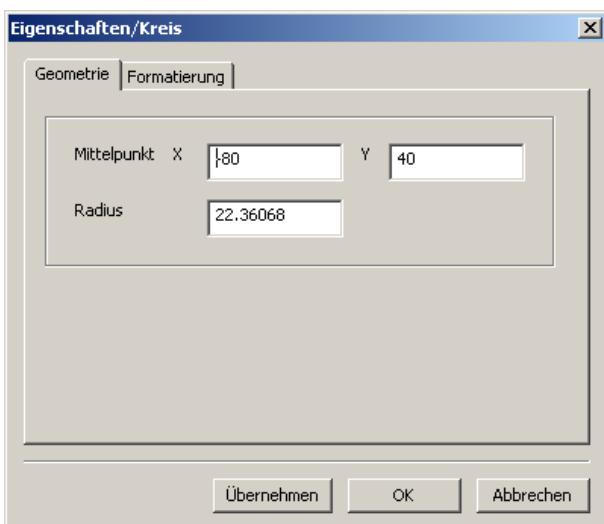 Eigenschaften/Kreis
Geometrie Formatierung
Mittelpunkt X -80 Y 40
Radius 22.36068
Übernehmen OK Abbrechen